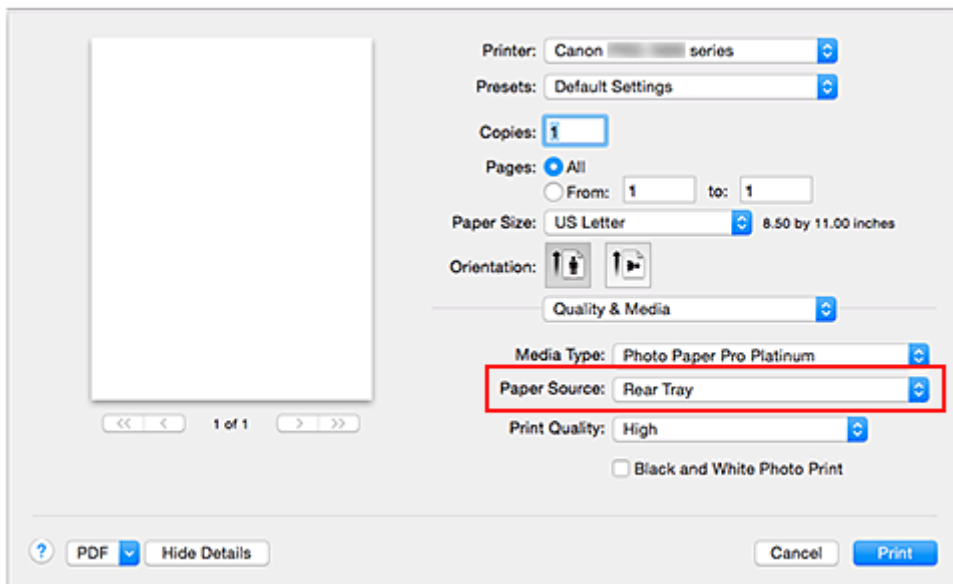 Printer: Canon series
Presets: Default Settings
Copies: 1
Pages: All
From: 1 to: 1
Paper Size: US Letter 8.50 by 11.00 inches
Orientation:
Quality & Media
Media Type: Photo Paper Pro Platinum
Paper Source: Rear Tray
1 of 1
Print Quality: High
Black and White Photo Print
? PDF Hide Details Cancel Print